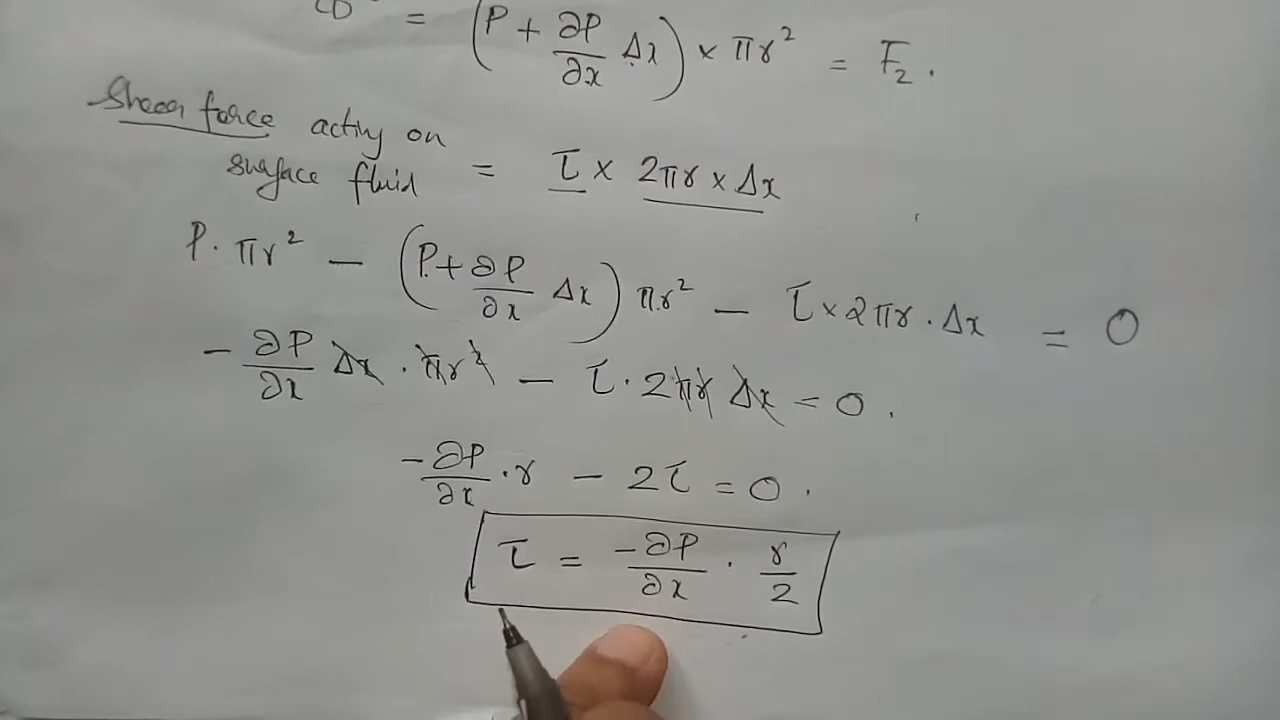 CD = (P + ∂P/∂x Δx) × πr² = F₂.
Shear force acting on
surface fluid = τ × 2πr × Δx
P. πr² − (P + ∂P/∂x Δx) πr² − τ × 2πr . Δx = 0
− ∂P/∂x Δx . πr² − τ . 2πr Δx = 0 .
− ∂P/∂x . r − 2τ = 0 .
τ = − ∂P/∂x . r/2